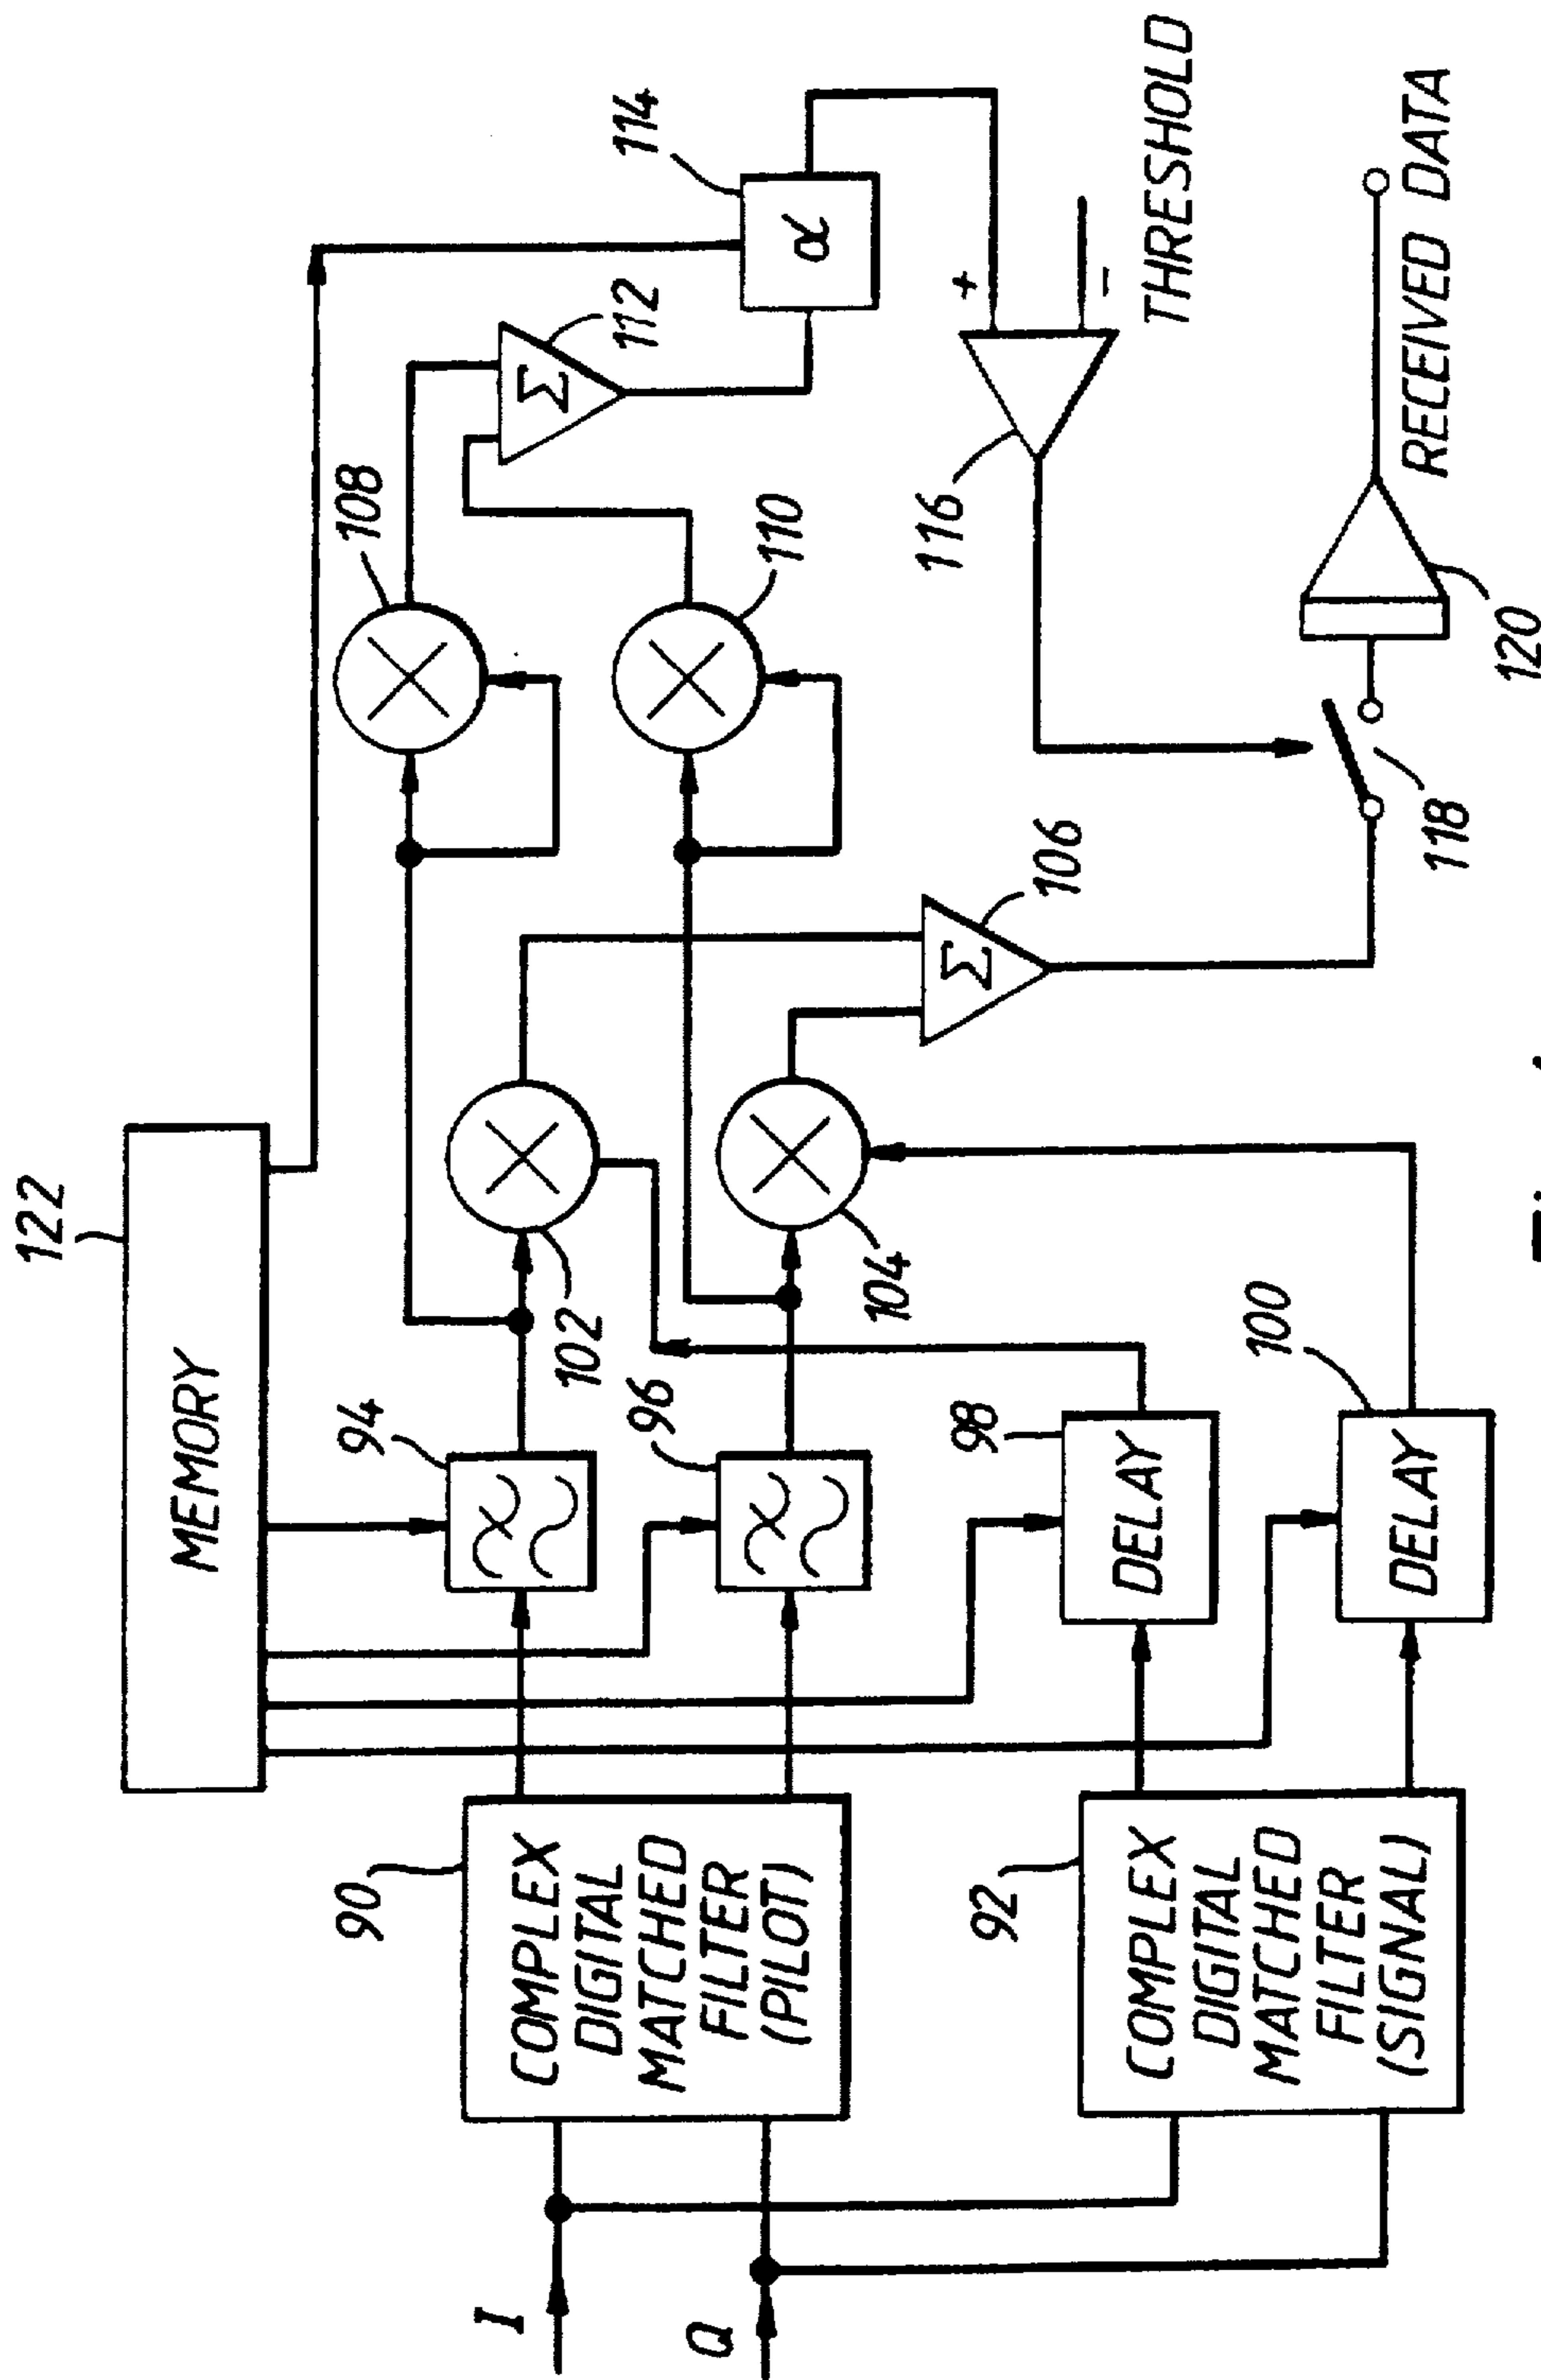 122
MEMORY
94
96
90
COMPLEX
DIGITAL
MATCHED
FILTER
(PILOT)
I
Q
92
COMPLEX
DIGITAL
MATCHED
FILTER
(SIGNAL)
98
DELAY
100
DELAY
102
104
106
Σ
108
110
112
Σ
114
α
116
+
-
THRESHOLD
118
120
RECEIVED DATA